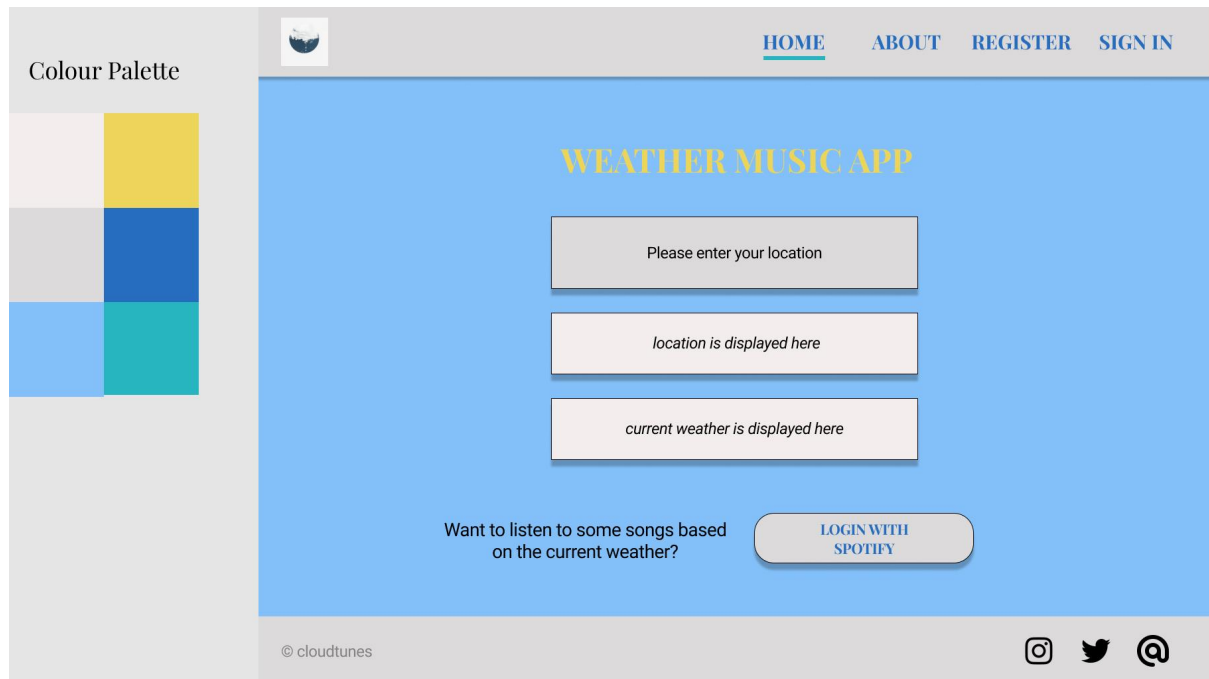 Colour Palette
HOME ABOUT REGISTER SIGN IN
WEATHER MUSIC APP
Please enter your location
location is displayed here
current weather is displayed here
Want to listen to some songs based
on the current weather?
LOGIN WITH
SPOTIFY
© cloudtunes